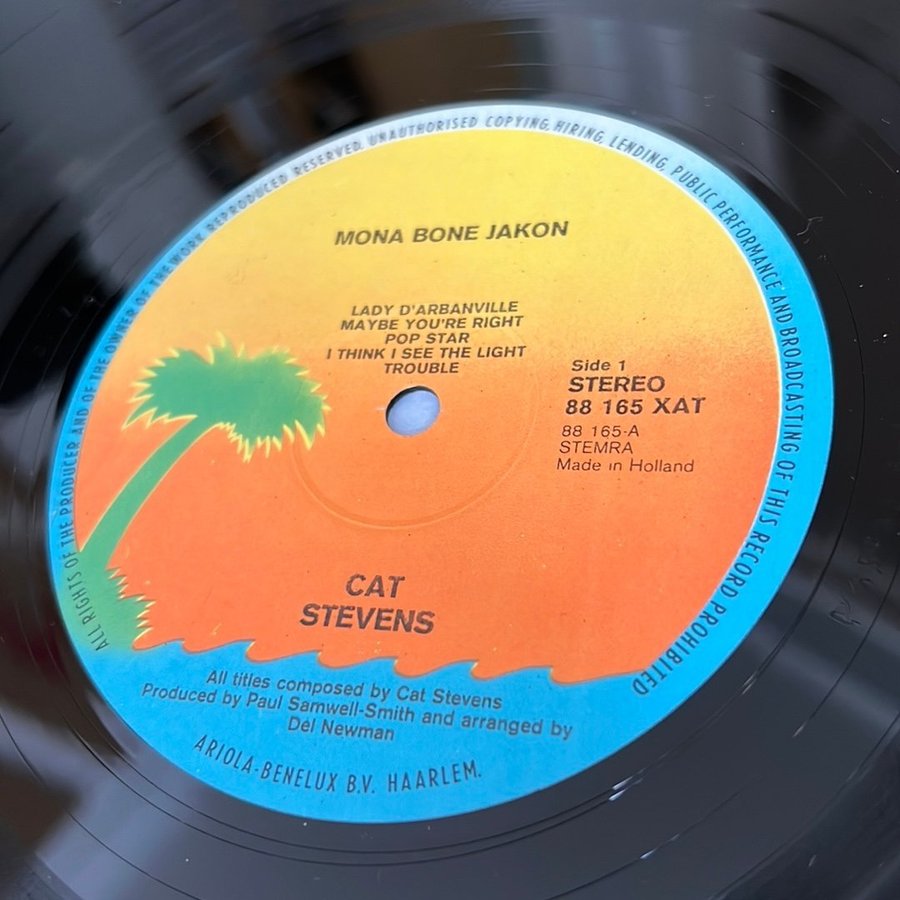 ALL RIGHTS OF THE PRODUCER AND OF THE OWNER OF THE WORK REPRODUCED RESERVED. UNAUTHORISED COPYING, HIRING, LENDING, PUBLIC PERFORMANCE AND BROADCASTING OF THIS RECORD PROHIBITED
MONA BONE JAKON
LADY D'ARBANVILLE
MAYBE YOU'RE RIGHT
POP STAR
I THINK I SEE THE LIGHT
TROUBLE
Side 1
STEREO
88 165 XAT
88 165-A
STEMRA
Made in Holland
CAT
STEVENS
All titles composed by Cat Stevens
Produced by Paul Samwell-Smith and arranged by
Del Newman
ARIOLA-BENELUX B.V. HAARLEM.